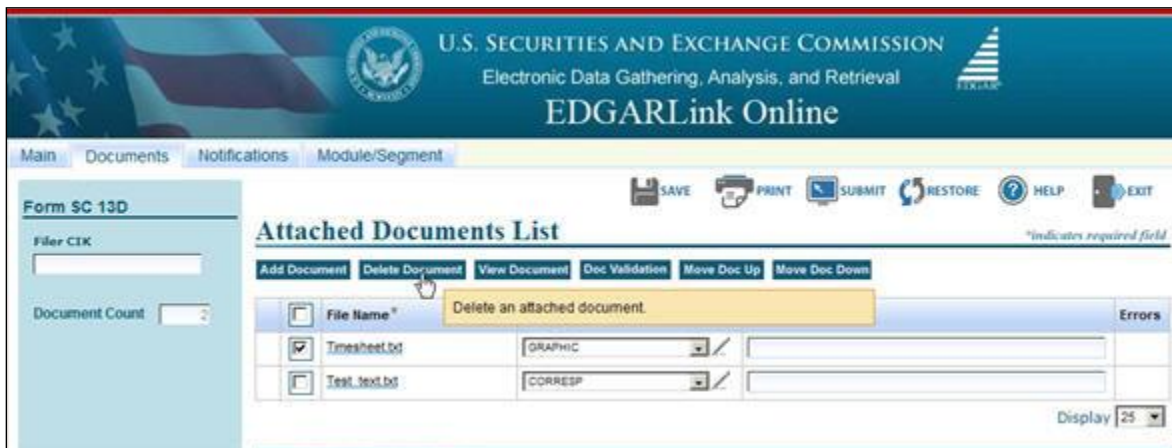 U.S. SECURITIES AND EXCHANGE COMMISSION
Electronic Data Gathering, Analysis, and Retrieval
EDGAR
EDGARLink Online
Main Documents Notifications Module/Segment
SAVE PRINT SUBMIT RESTORE HELP EXIT
Form SC 13D
Attached Documents List
*indicates required field
Filer CIK
Add Document Delete Document View Document Doc Validation Move Doc Up Move Doc Down
Delete an attached document.
Document Count 2
File Name* Errors
Timesheet.txt GRAPHIC
Test_text.txt CORRESP
Display 25